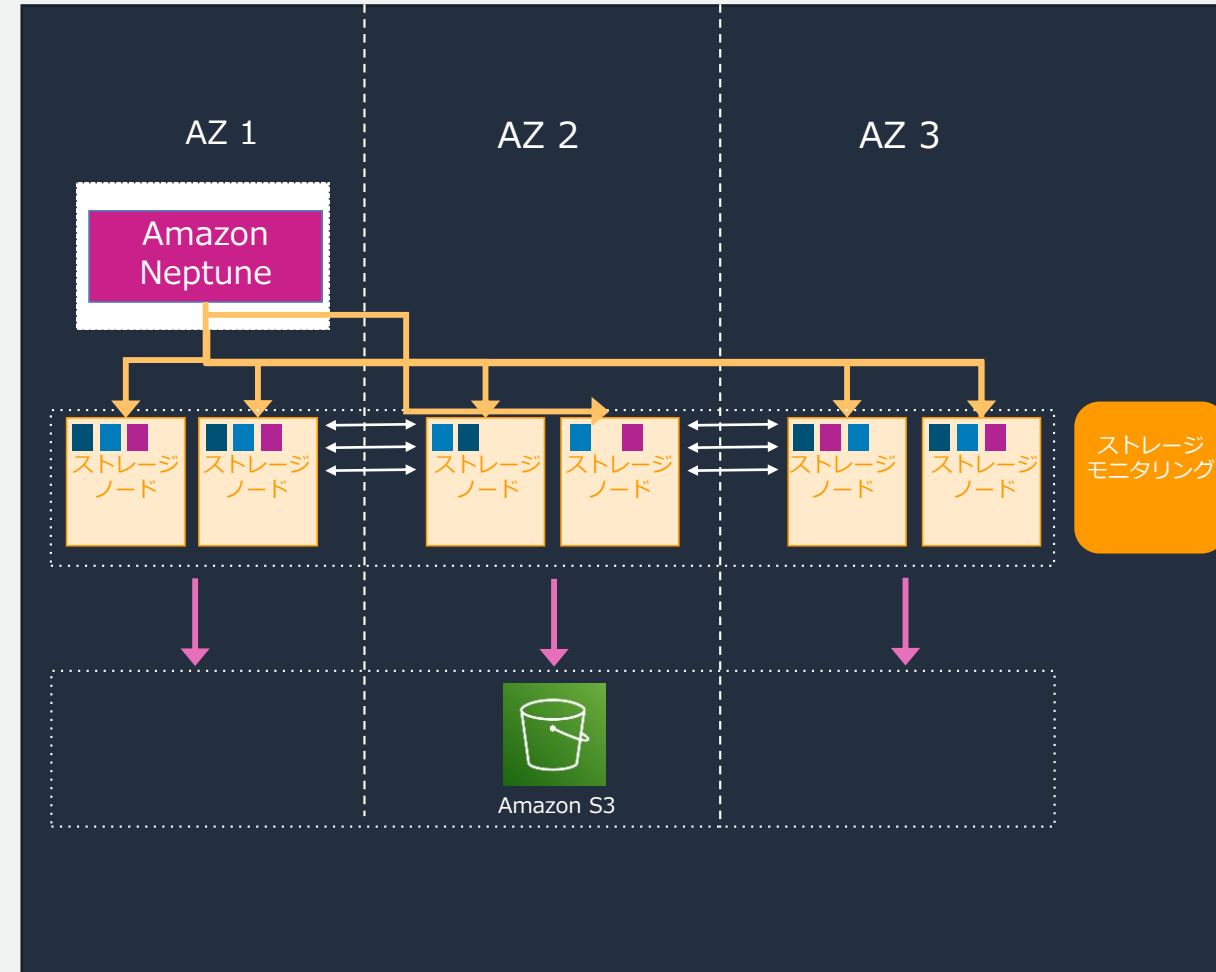 AZ 1
AZ 2
AZ 3
Amazon
Neptune
ストレージ
ノード
ストレージ
ノード
ストレージ
ノード
ストレージ
ノード
ストレージ
ノード
ストレージ
ノード
ストレージ
モニタリング
Amazon S3